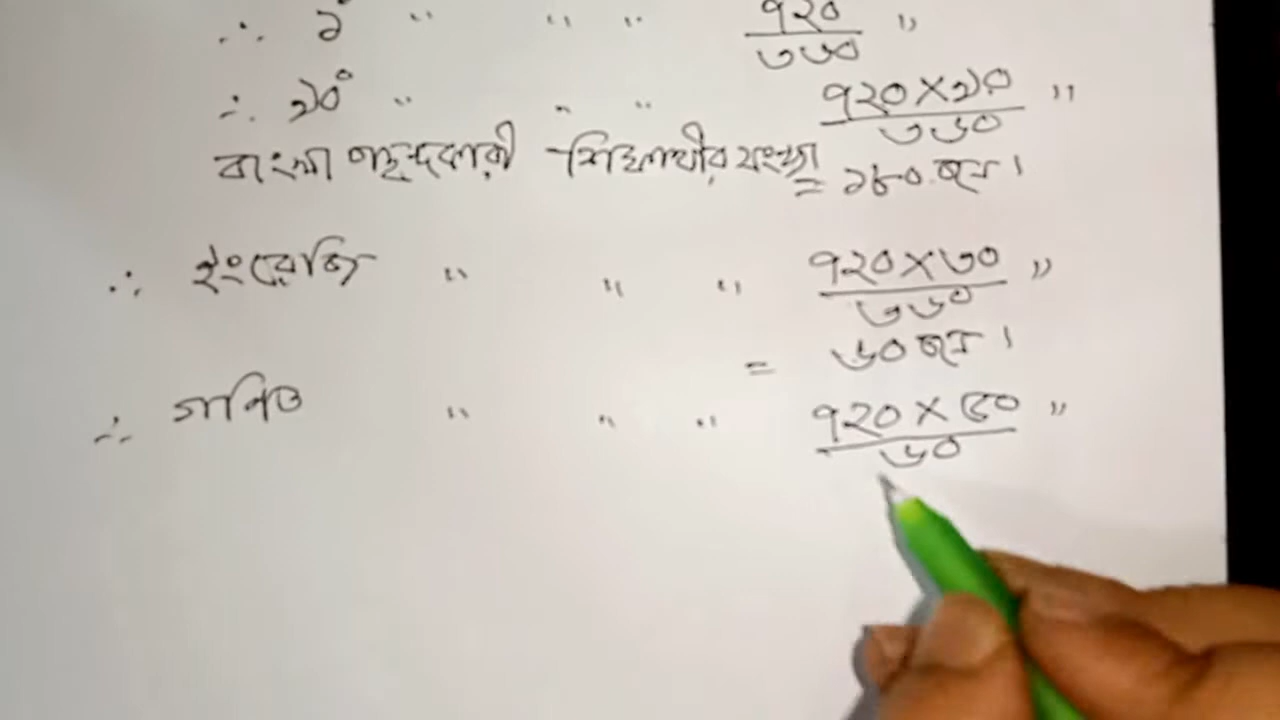 ∴ ১° " " " ৭২০/৩৬০ "
∴ ৯০° " " " ৭২০×৯০/৩৬০ "
বাংলা পছন্দকারী শিক্ষার্থীর সংখ্যা = ১৮০ জন।
∴ ইংরেজি " " " ৭২০×৩০/৩৬০ "
= ৬০ জন।
∴ গণিত " " " ৭২০×৫০/৬০ "